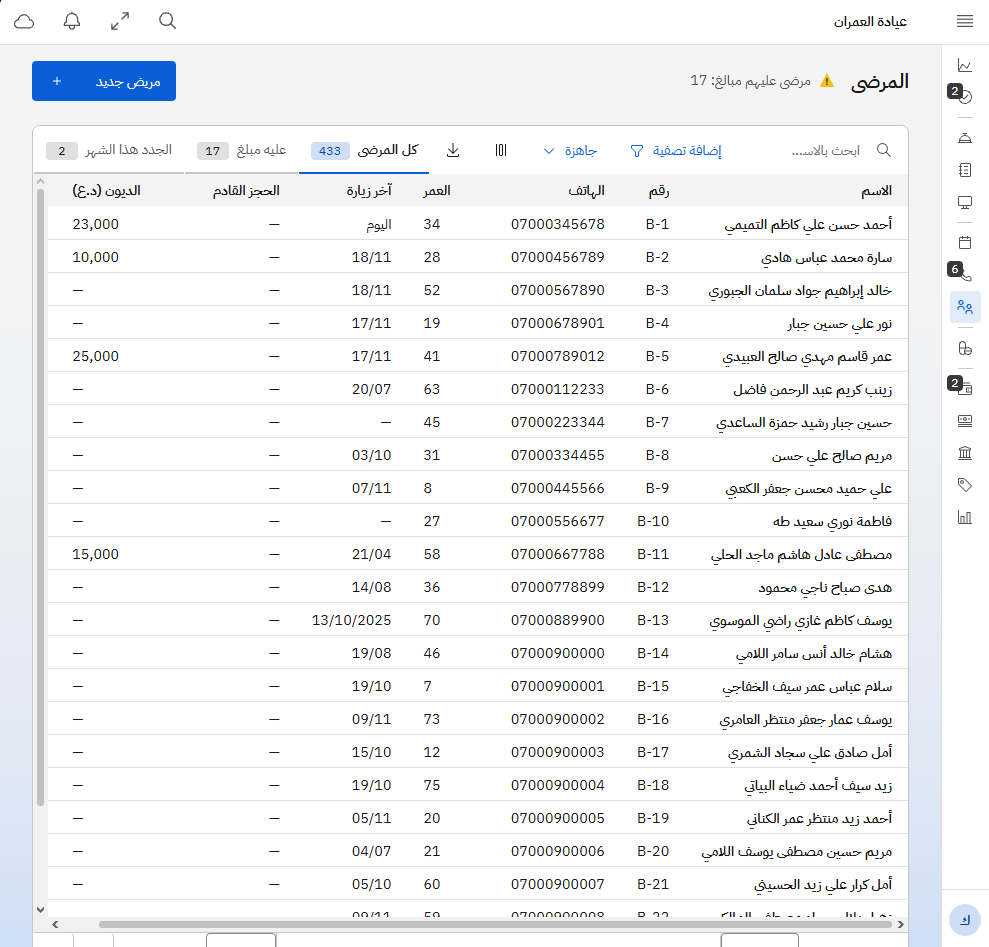 عيادة العمران
المرضى
مرضى عليهم مبالغ: 17
مريض جديد +
ابحث بالاس...
إضافة تصفية
جاهزة
كل المرضى 433
عليه مبلغ 17
الجدد هذا الشهر 2
الاسم رقم الهاتف العمر آخر زيارة الحجز القادم الديون (د.ع)
أحمد حسن علي كاظم التميمي B-1 07000345678 34 اليوم — 23,000
سارة محمد عباس هادي B-2 07000456789 28 18/11 — 10,000
خالد إبراهيم جواد سلمان الجبوري B-3 07000567890 52 18/11 — —
نور علي حسين جبار B-4 07000678901 19 17/11 — —
عمر قاسم مهدي صالح العبيدي B-5 07000789012 41 17/11 — 25,000
زينب كريم عبد الرحمن فاضل B-6 07000112233 63 20/07 — —
حسين جبار رشيد حمزة الساعدي B-7 07000223344 45 — — —
مريم صالح علي حسن B-8 07000334455 31 03/10 — —
علي حميد محسن جعفر الكعبي B-9 07000445566 8 07/11 — —
فاطمة نوري سعيد طه B-10 07000556677 27 — — —
مصطفى عادل هاشم ماجد الحلي B-11 07000667788 58 21/04 — 15,000
هدى صباح ناجي محمود B-12 07000778899 36 14/08 — —
يوسف كاظم غازي راضي الموسوي B-13 07000889900 70 13/10/2025 — —
هشام خالد أنس سامر اللامي B-14 07000900000 46 19/08 — —
سلام عباس عمر سيف الخفاجي B-15 07000900001 7 19/10 — —
يوسف عمار جعفر منتظر العامري B-16 07000900002 73 09/11 — —
أمل صادق علي سجاد الشمري B-17 07000900003 12 15/10 — —
زيد سيف أحمد ضياء البياتي B-18 07000900004 75 19/10 — —
أحمد زيد منتظر عمر الكناني B-19 07000900005 20 05/11 — —
مريم حسين مصطفى يوسف اللامي B-20 07000900006 21 04/07 — —
أمل كرار علي زيد الحسيني B-21 07000900007 60 05/10 — —
B-22 07000900008 59 09/11
2
6
2
ك